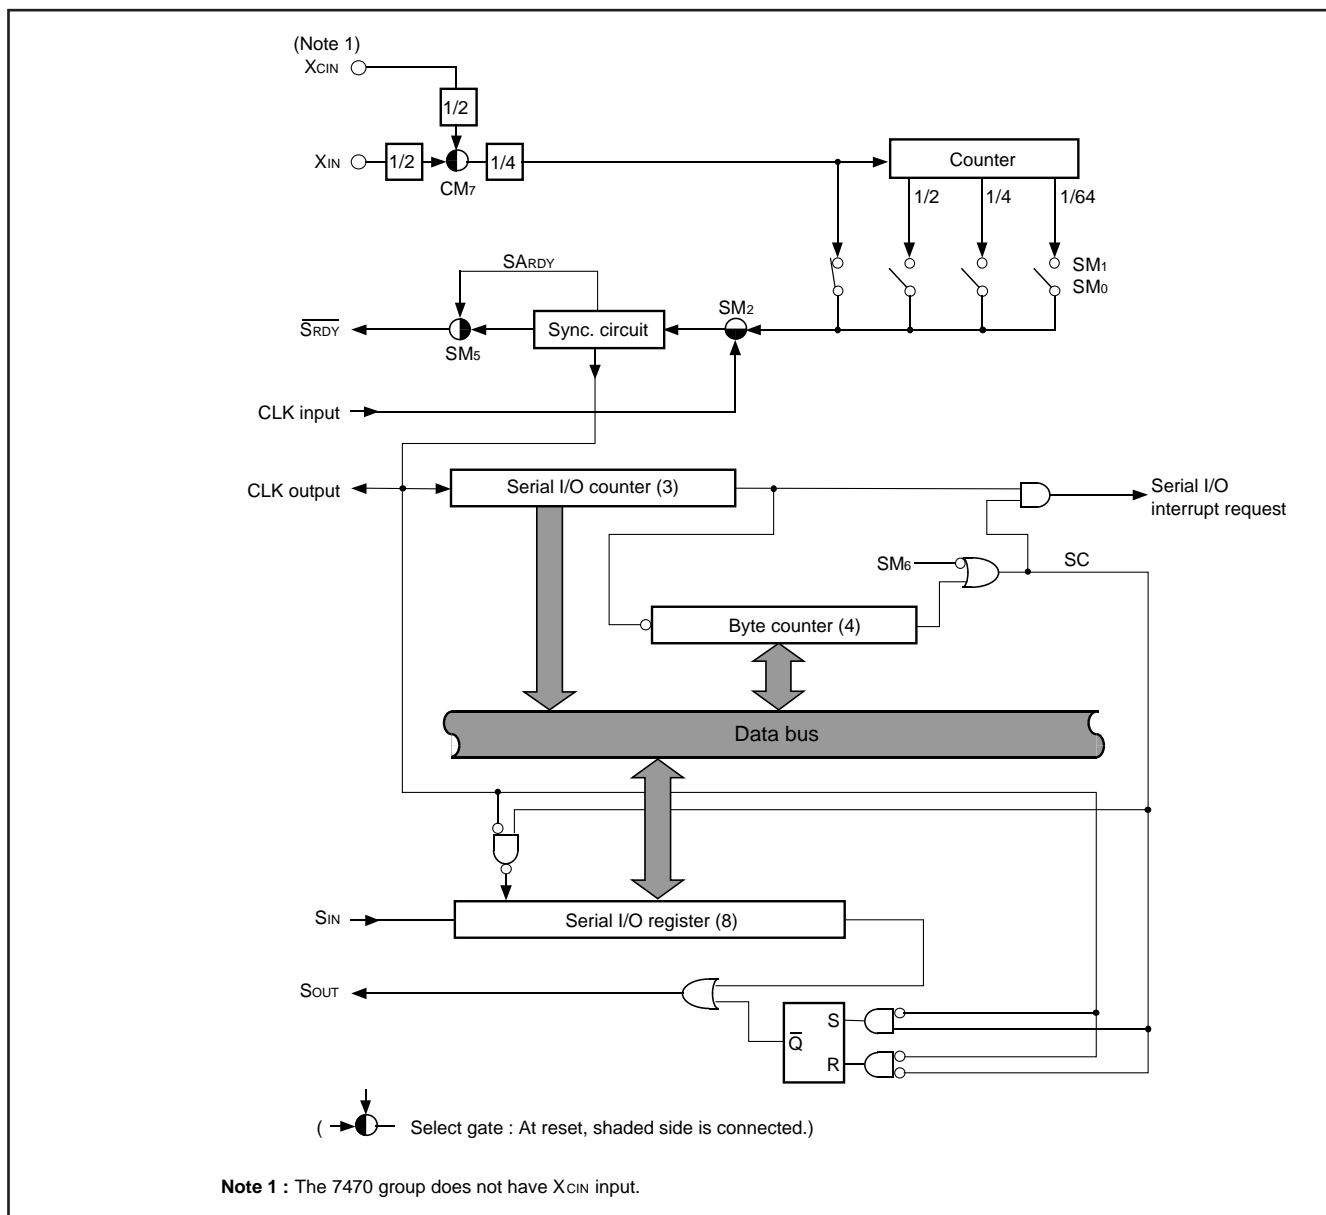 (Note 1)
XCIN
1/2
XIN
1/2
1/4
CM7
Counter
1/2
1/4
1/64
SM1
SM0
SARDY
SM2
SRDY
Sync. circuit
SM5
CLK input
CLK output
Serial I/O counter (3)
Serial I/O
interrupt request
SM6
SC
Byte counter (4)
Data bus
SIN
Serial I/O register (8)
SOUT
S
Q
R
( Select gate : At reset, shaded side is connected.)
Note 1 : The 7470 group does not have XCIN input.